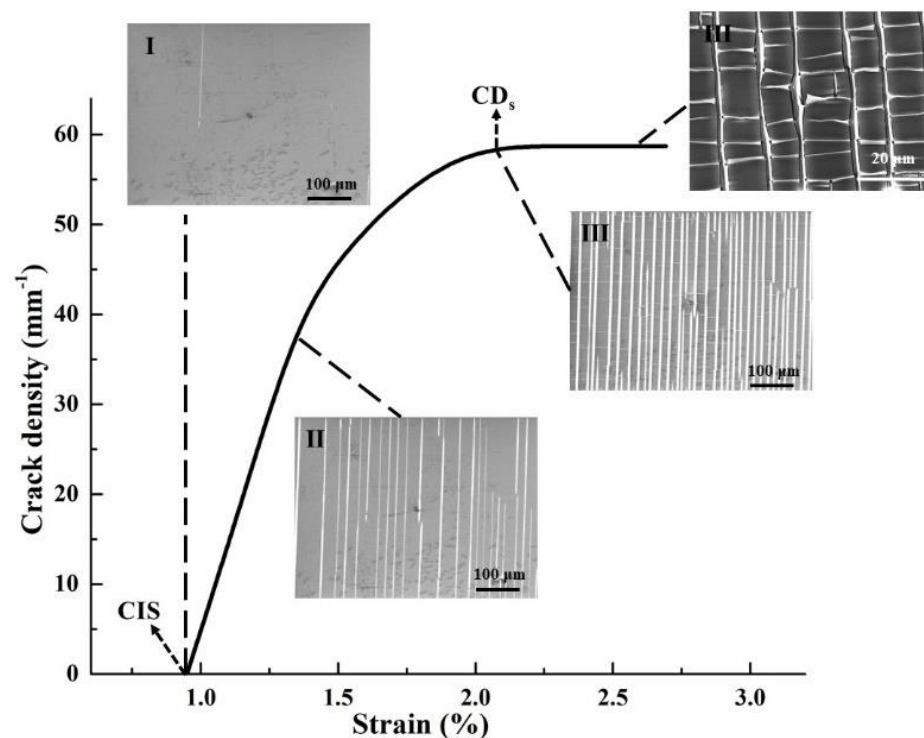 I
100 μm
CDₛ
III
20 μm
III
100 μm
II
100 μm
CIS
Crack density (mm⁻¹)
60
50
40
30
20
10
0
1.0 1.5 2.0 2.5 3.0
Strain (%)